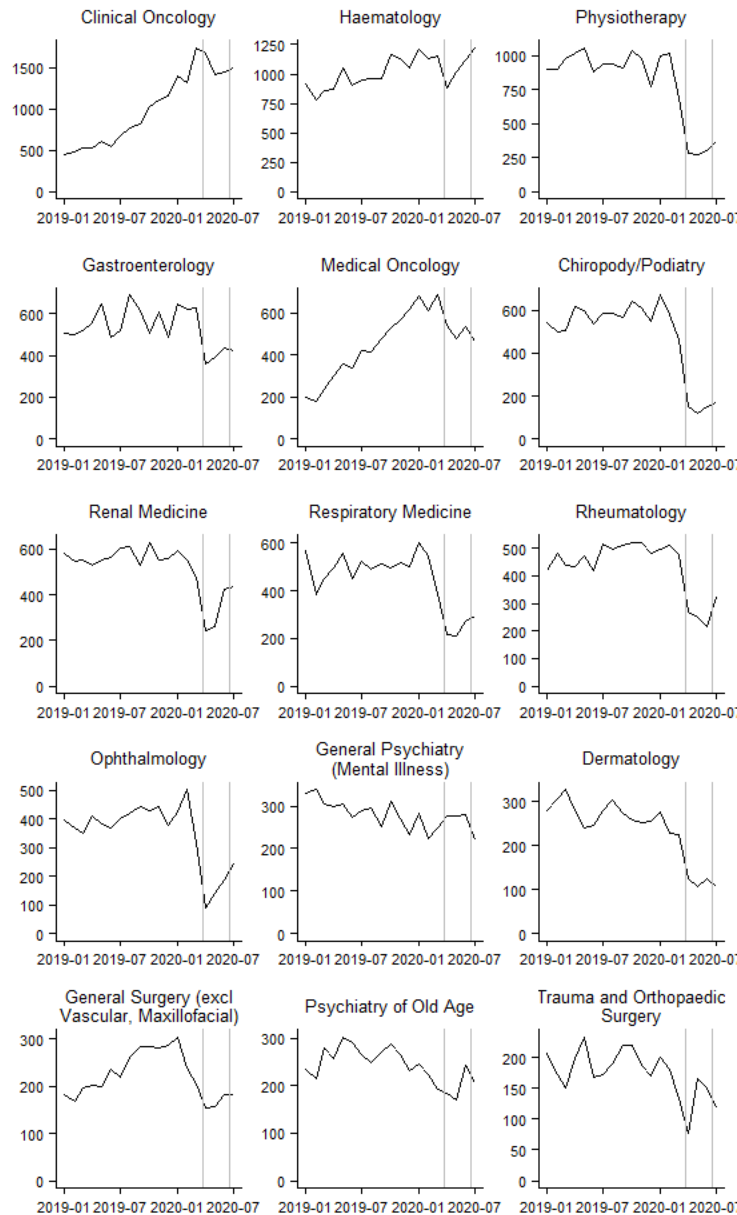 Clinical Oncology
1500
1000
500
0
2019-01 2019-07 2020-01 2020-07
Haematology
1250
1000
750
500
250
0
2019-01 2019-07 2020-01 2020-07
Physiotherapy
1000
750
500
250
0
2019-01 2019-07 2020-01 2020-07
Gastroenterology
600
400
200
0
2019-01 2019-07 2020-01 2020-07
Medical Oncology
600
400
200
0
2019-01 2019-07 2020-01 2020-07
Chiropody/Podiatry
600
400
200
0
2019-01 2019-07 2020-01 2020-07
Renal Medicine
600
400
200
0
2019-01 2019-07 2020-01 2020-07
Respiratory Medicine
600
400
200
0
2019-01 2019-07 2020-01 2020-07
Rheumatology
500
400
300
200
100
0
2019-01 2019-07 2020-01 2020-07
Ophthalmology
500
400
300
200
100
0
2019-01 2019-07 2020-01 2020-07
General Psychiatry
(Mental Illness)
300
200
100
0
2019-01 2019-07 2020-01 2020-07
Dermatology
300
200
100
0
2019-01 2019-07 2020-01 2020-07
General Surgery (excl
Vascular, Maxillofacial)
300
200
100
0
2019-01 2019-07 2020-01 2020-07
Psychiatry of Old Age
300
200
100
0
2019-01 2019-07 2020-01 2020-07
Trauma and Orthopaedic
Surgery
200
150
100
50
0
2019-01 2019-07 2020-01 2020-07